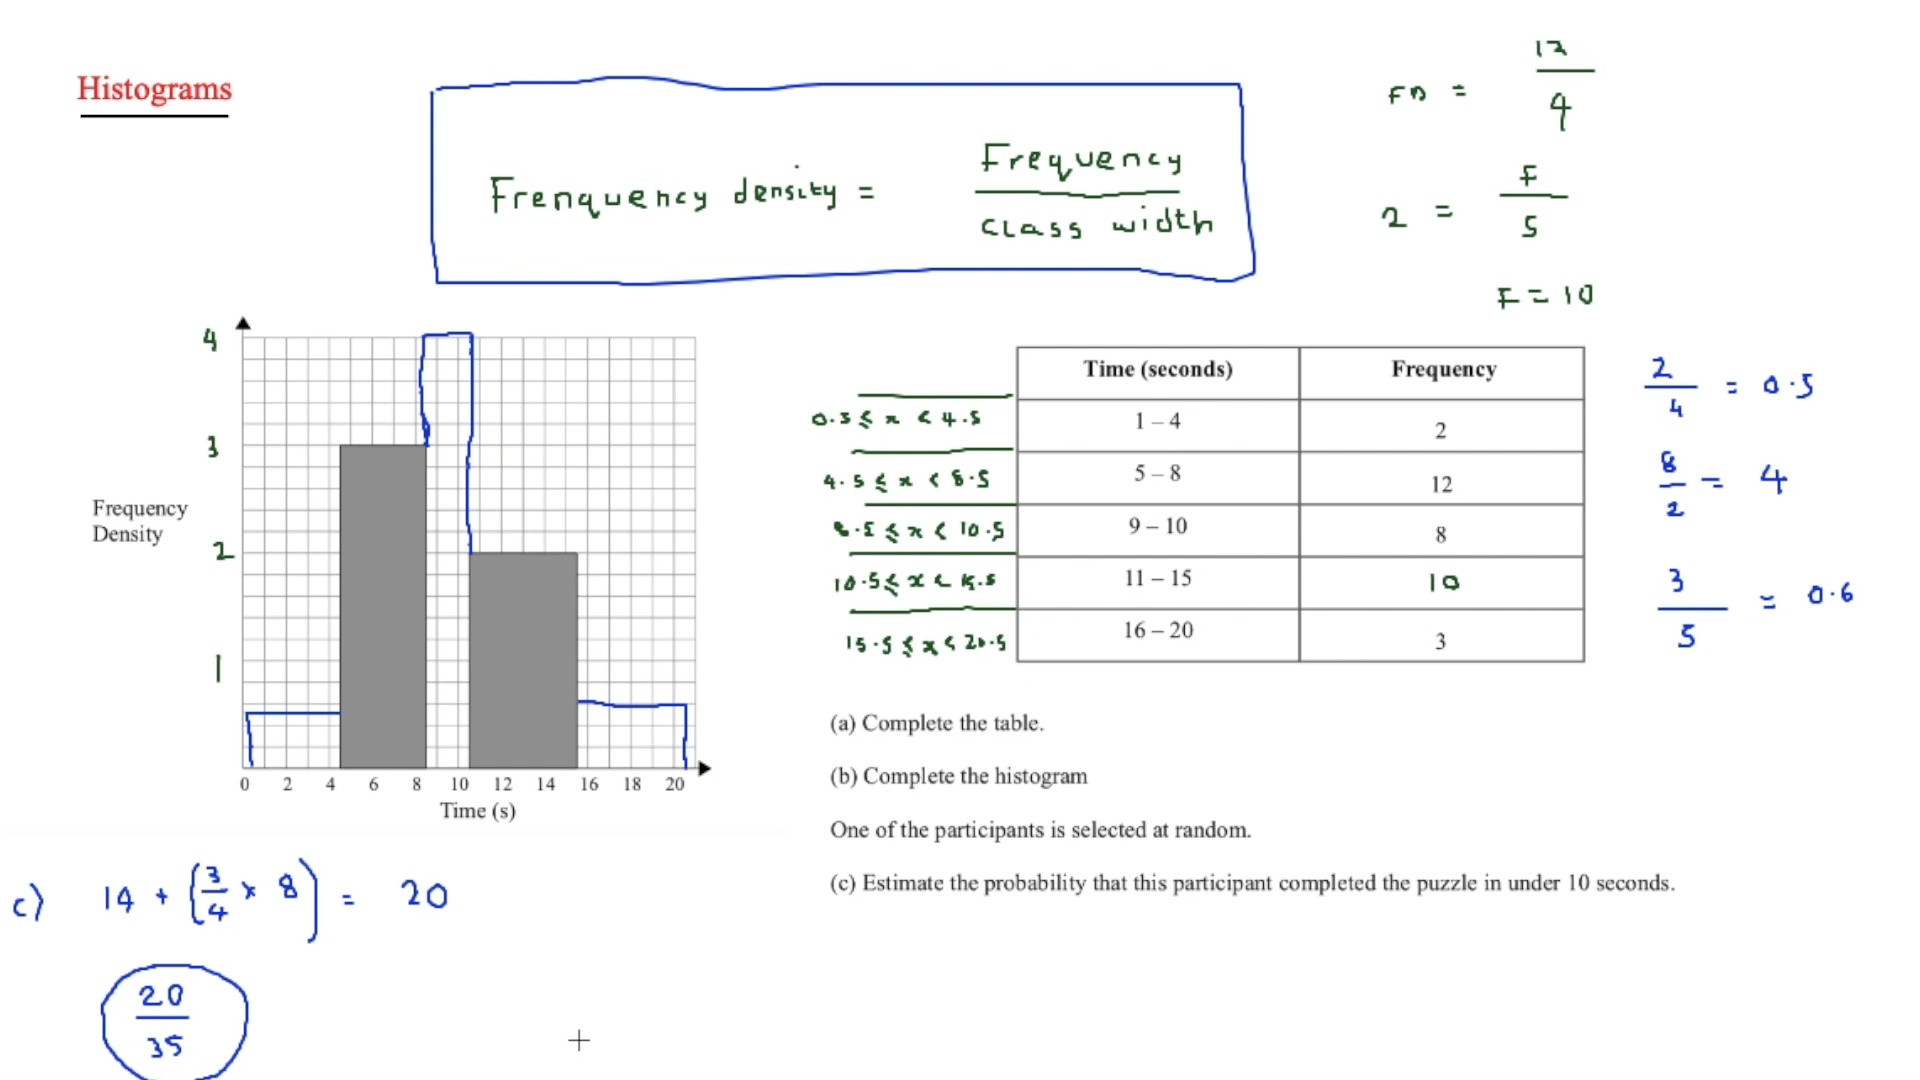 Histograms
Frenquency density = Frequency / class width
FD = 12 / 4
2 = F / 5
F = 10
4
3
2
1
Frequency
Density
0 2 4 6 8 10 12 14 16 18 20
Time (s)
Time (seconds) Frequency
0.5 ≤ x < 4.5 1 – 4 2
4.5 ≤ x < 8.5 5 – 8 12
8.5 ≤ x < 10.5 9 – 10 8
10.5 ≤ x < 15.5 11 – 15 10
15.5 ≤ x < 20.5 16 – 20 3
2 / 4 = 0.5
8 / 2 = 4
3 / 5 = 0.6
(a) Complete the table.
(b) Complete the histogram
One of the participants is selected at random.
(c) Estimate the probability that this participant completed the puzzle in under 10 seconds.
c) 14 + (3/4 × 8) = 20
20 / 35